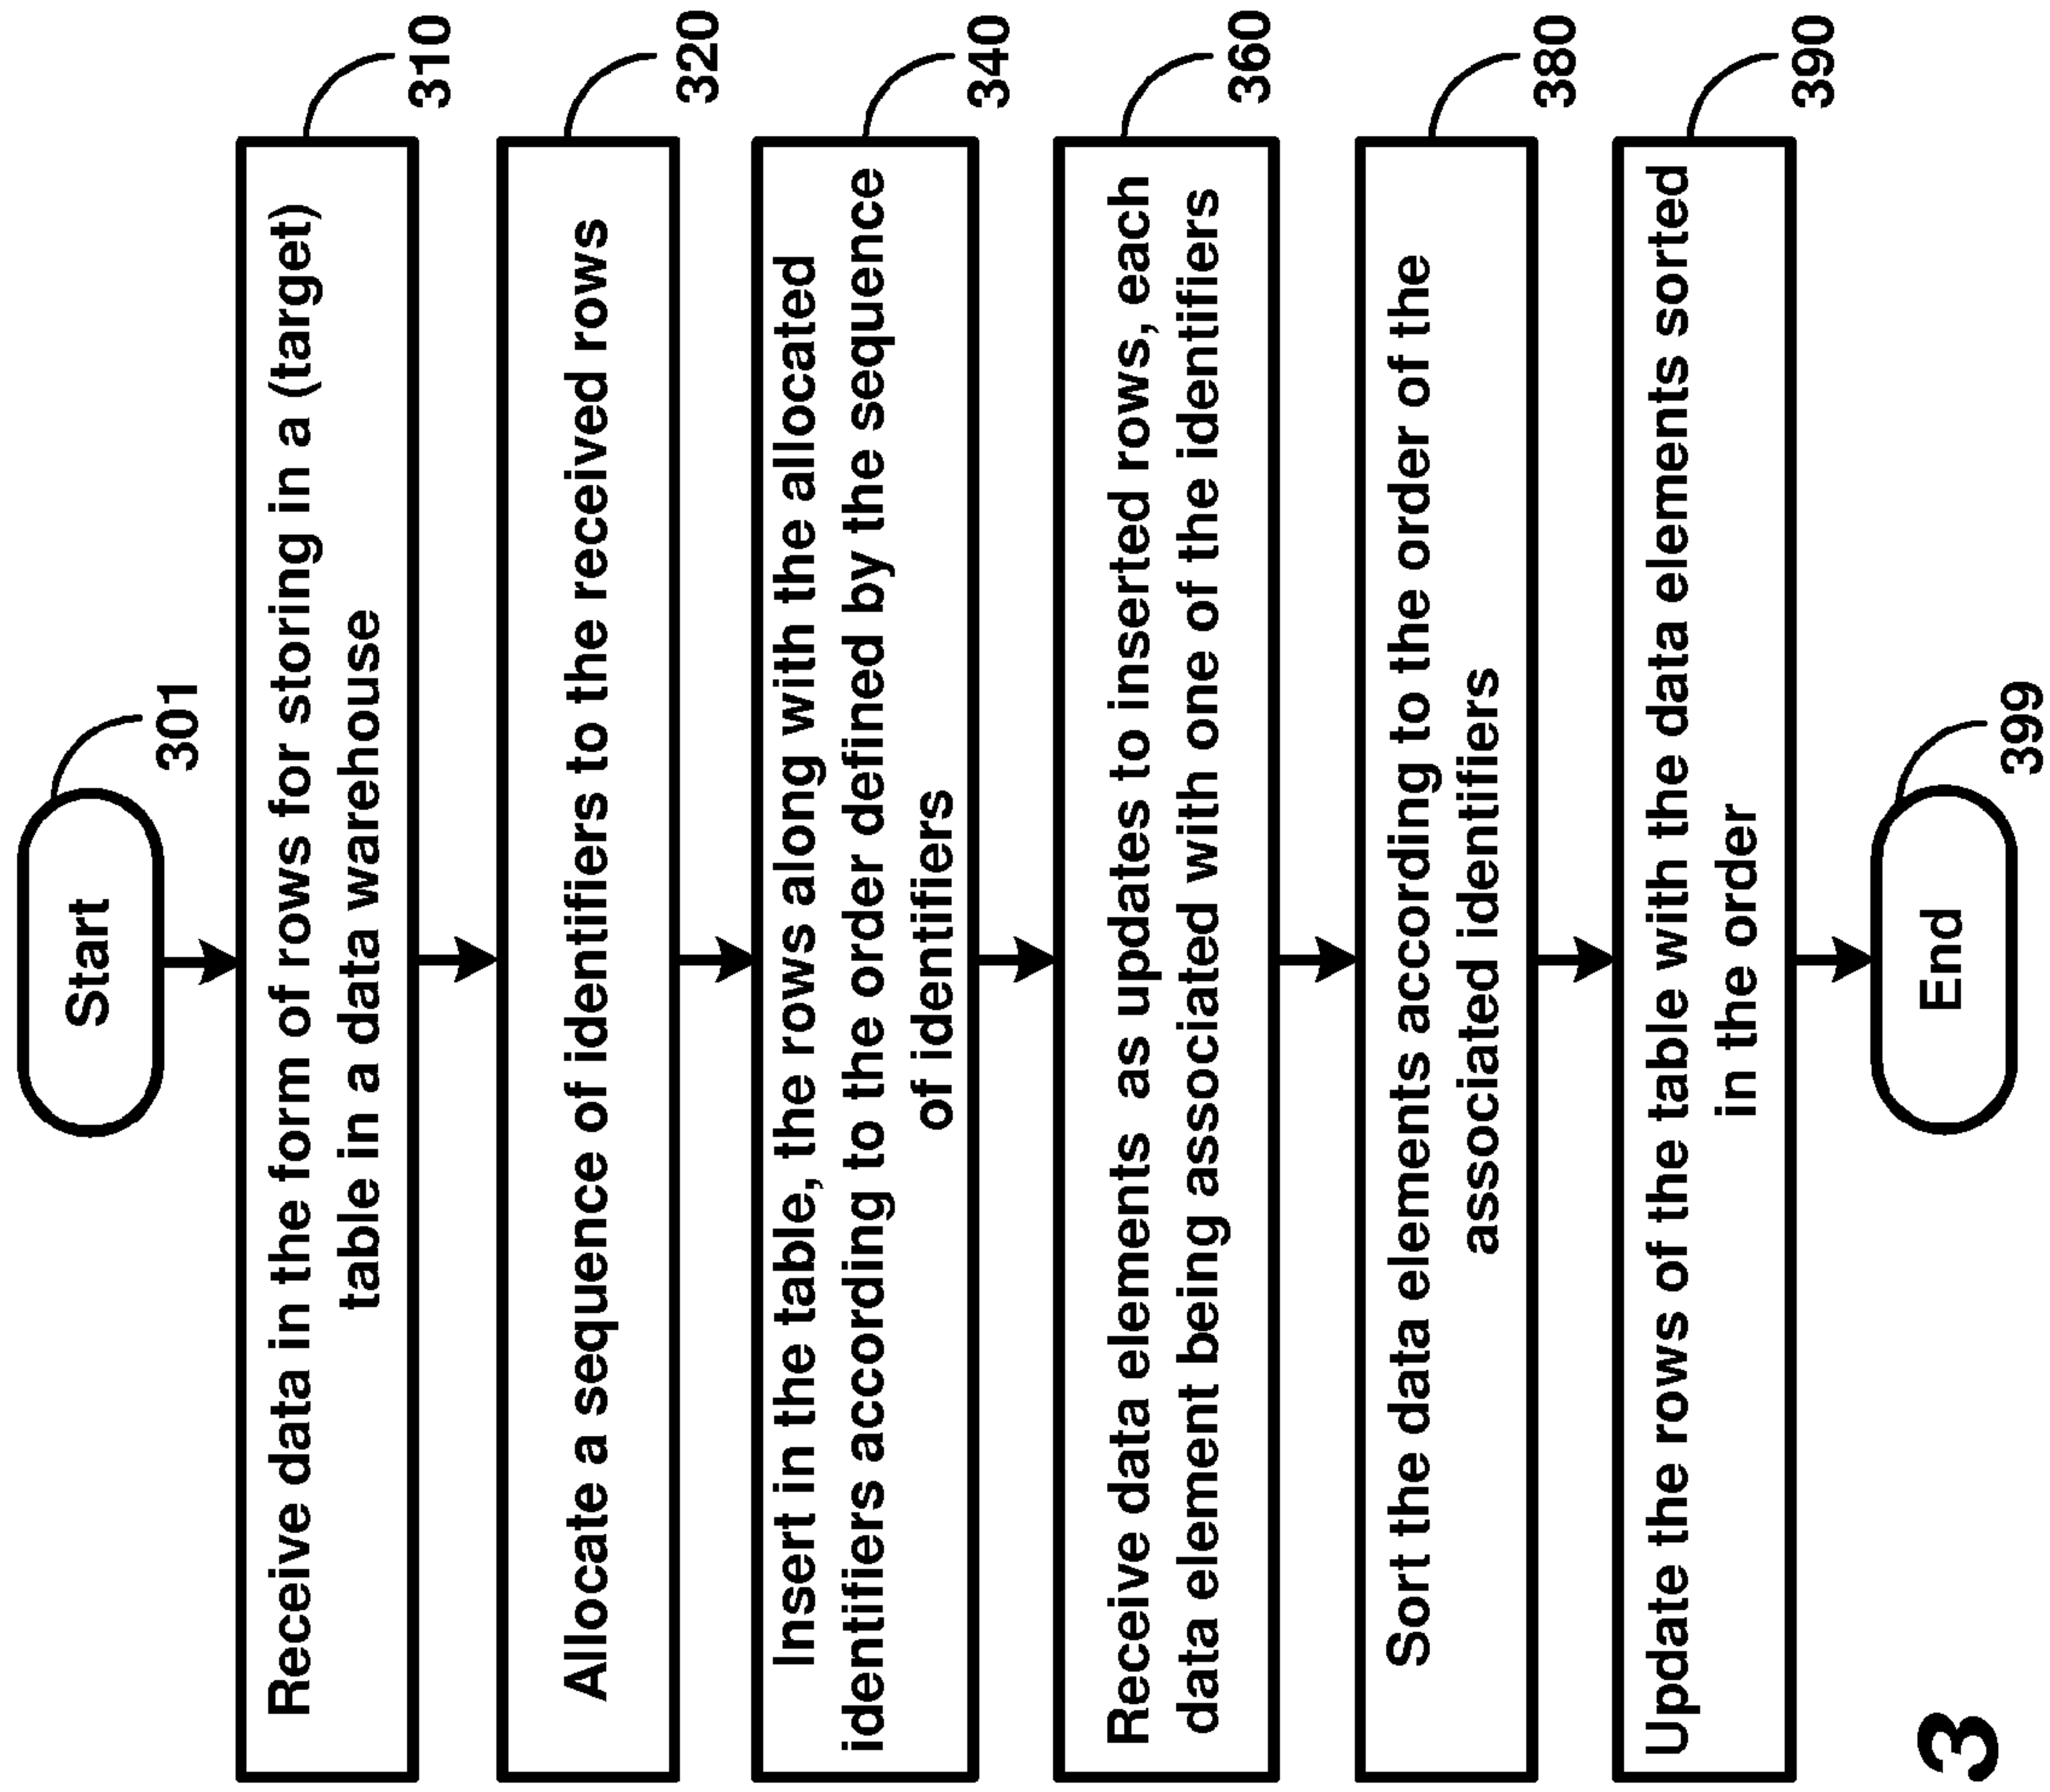 Start
301
Receive data in the form of rows for storing in a (target)
table in a data warehouse
310
Allocate a sequence of identifiers to the received rows
320
Insert in the table, the rows along with the allocated
identifiers according to the order defined by the sequence
of identifiers
340
Receive data elements as updates to inserted rows, each
data element being associated with one of the identifiers
360
Sort the data elements according to the order of the
associated identifiers
380
Update the rows of the table with the data elements sorted
in the order
390
End
399
3